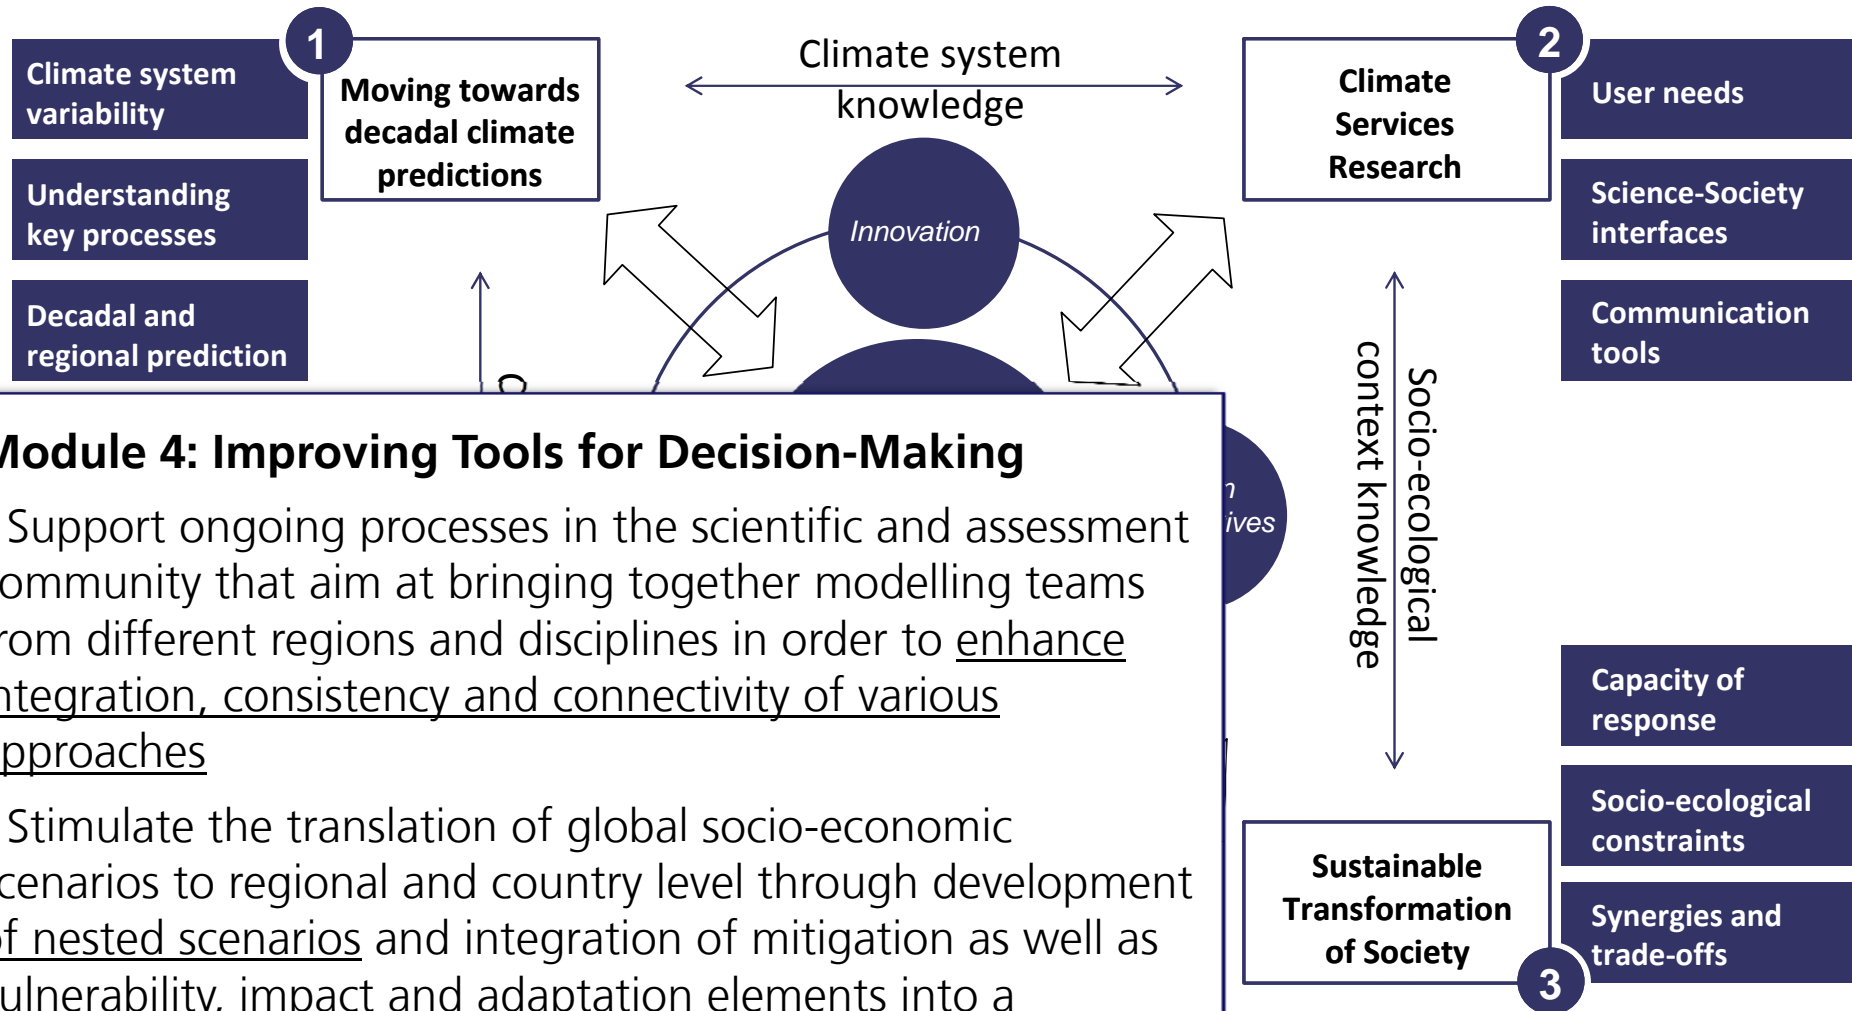 1
Climate system
variability
Understanding
key processes
Decadal and
regional prediction
Moving towards
decadal climate
predictions
Climate system
knowledge
Innovation
2
Climate
Services
Research
User needs
Science-Society
interfaces
Communication
tools
Socio-ecological
context knowledge
ives
Module 4: Improving Tools for Decision-Making
Support ongoing processes in the scientific and assessment
ommunity that aim at bringing together modelling teams
rom different regions and disciplines in order to enhance
ntegration, consistency and connectivity of various
pproaches
Stimulate the translation of global socio-economic
cenarios to regional and country level through development
of nested scenarios and integration of mitigation as well as
ulnerability, impact and adaptation elements into a
Capacity of
response
Socio-ecological
constraints
Synergies and
trade-offs
Sustainable
Transformation
of Society
3